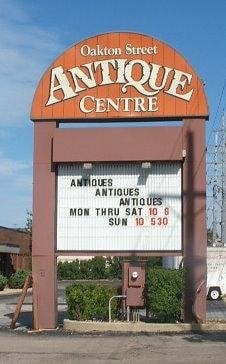 Oakton Street
ANTIQUE
CENTRE
ANTIQUES
ANTIQUES
ANTIQUES
MON THRU SAT 10 6
SUN 10 530